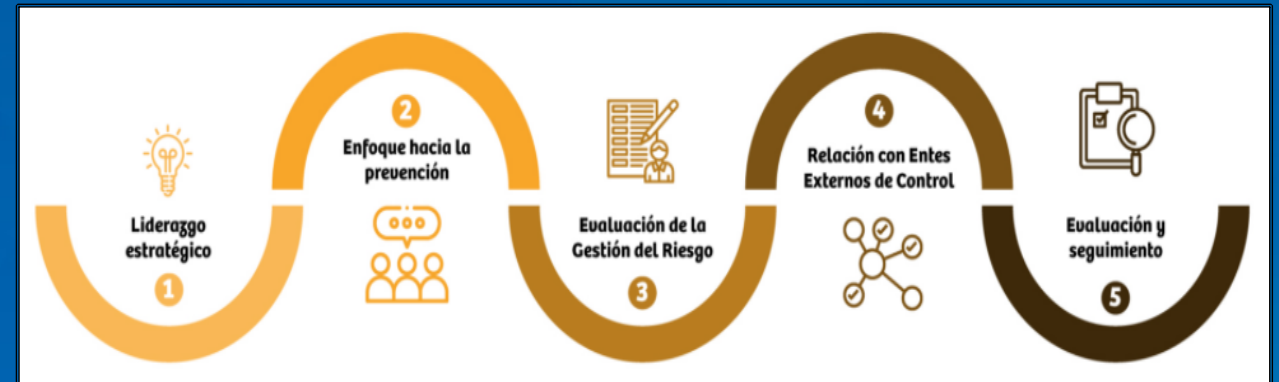 Liderazgo
estratégico
1
2
Enfoque hacia la
prevención
Evaluación de la
Gestión del Riesgo
3
4
Relación con Entes
Externos de Control
Evaluación y
seguimiento
5